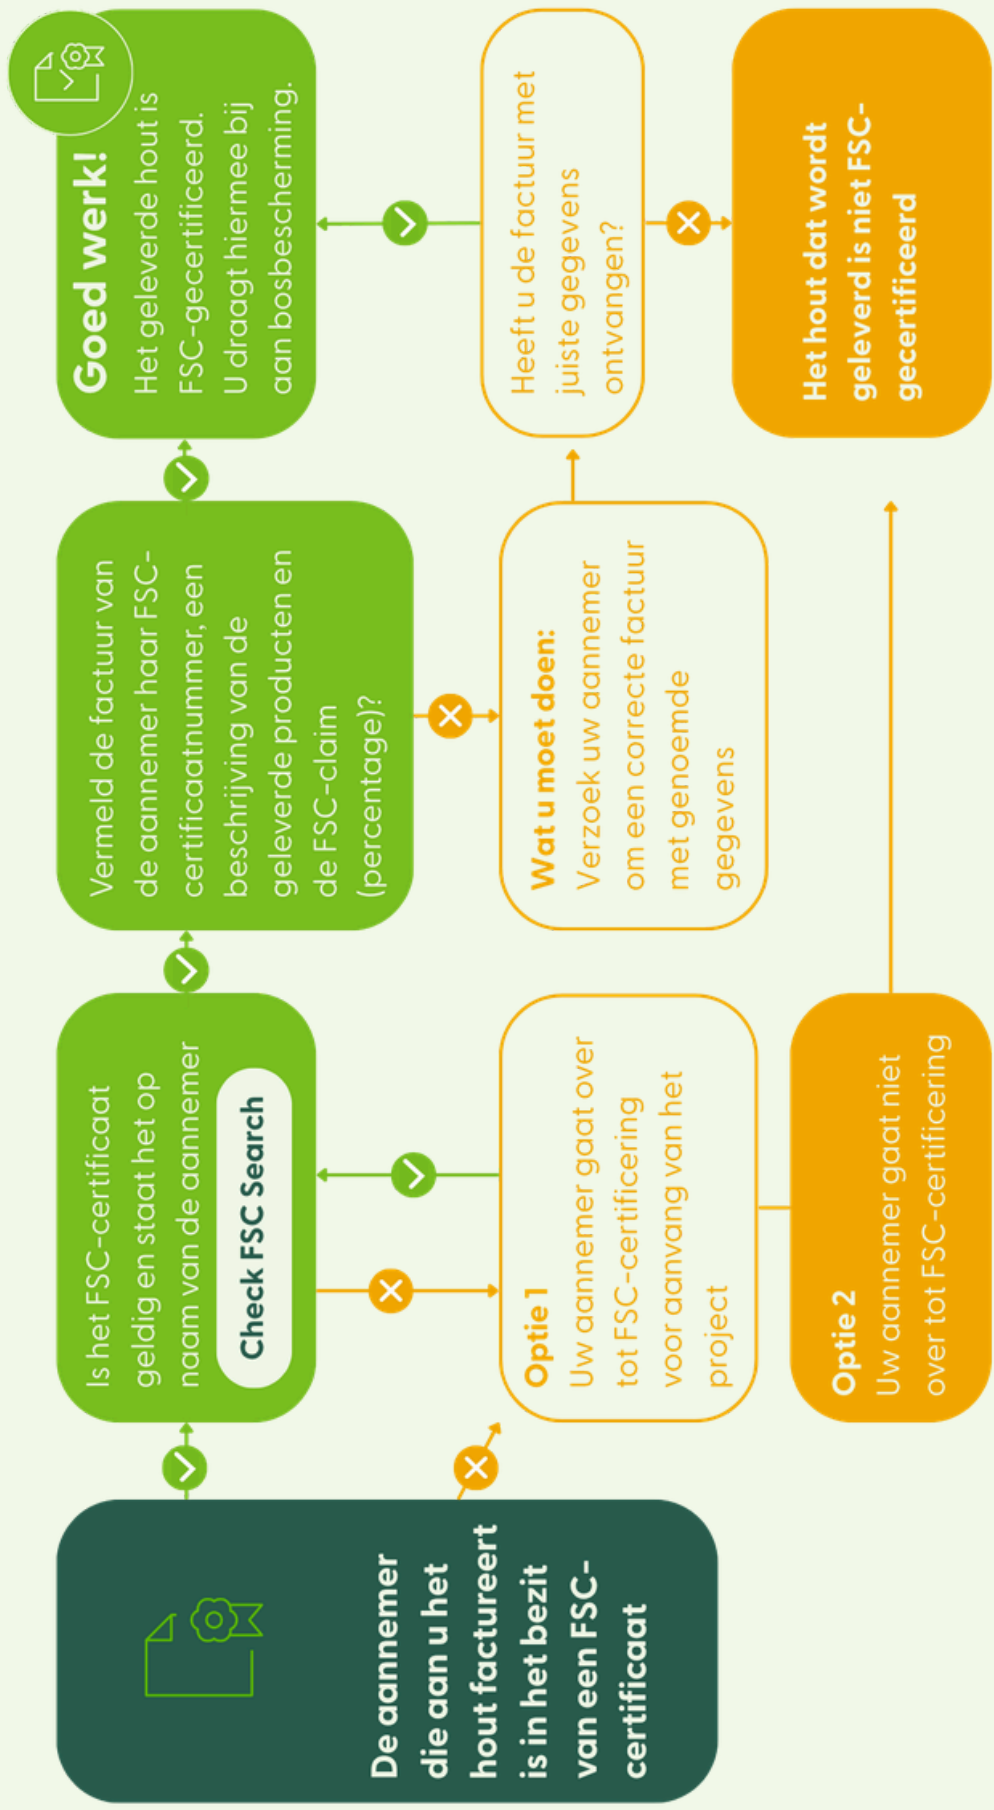 De aannemer
die aan u het
hout factureert
is in het bezit
van een FSC-
certificaat
Is het FSC-certificaat
geldig en staat het op
naam van de aannemer
Check FSC Search
Vermeld de factuur van
de aannemer haar FSC-
certificaatnummer, een
beschrijving van de
geleverde producten en
de FSC-claim
(percentage)?
Goed werk!
Het geleverde hout is
FSC-gecertificeerd.
U draagt hiermee bij
aan bosbescherming.
Optie 1
Uw aannemer gaat over
tot FSC-certificering
voor aanvang van het
project
Wat u moet doen:
Verzoek uw aannemer
om een correcte factuur
met genoemde
gegevens
Heeft u de factuur met
juiste gegevens
ontvangen?
Optie 2
Uw aannemer gaat niet
over tot FSC-certificering
Het hout dat wordt
geleverd is niet FSC-
gecertificeerd